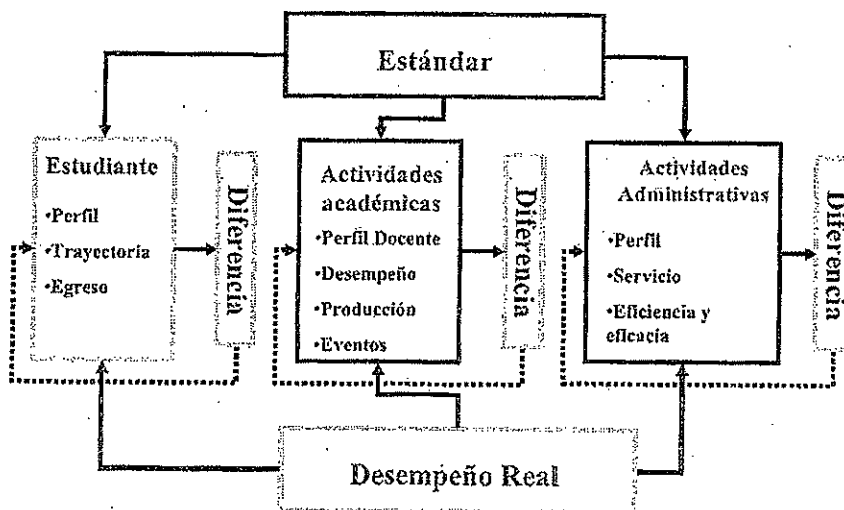 Estándar
Estudiante
•Perfil
•Trayectoria
•Egreso
Diferencia
Actividades
académicas
•Perfil Docente
•Desempeño
•Producción
•Eventos
Diferencia
Actividades
Administrativas
•Perfil
•Servicio
•Eficiencia y
eficacia
Diferencia
Desempeño Real